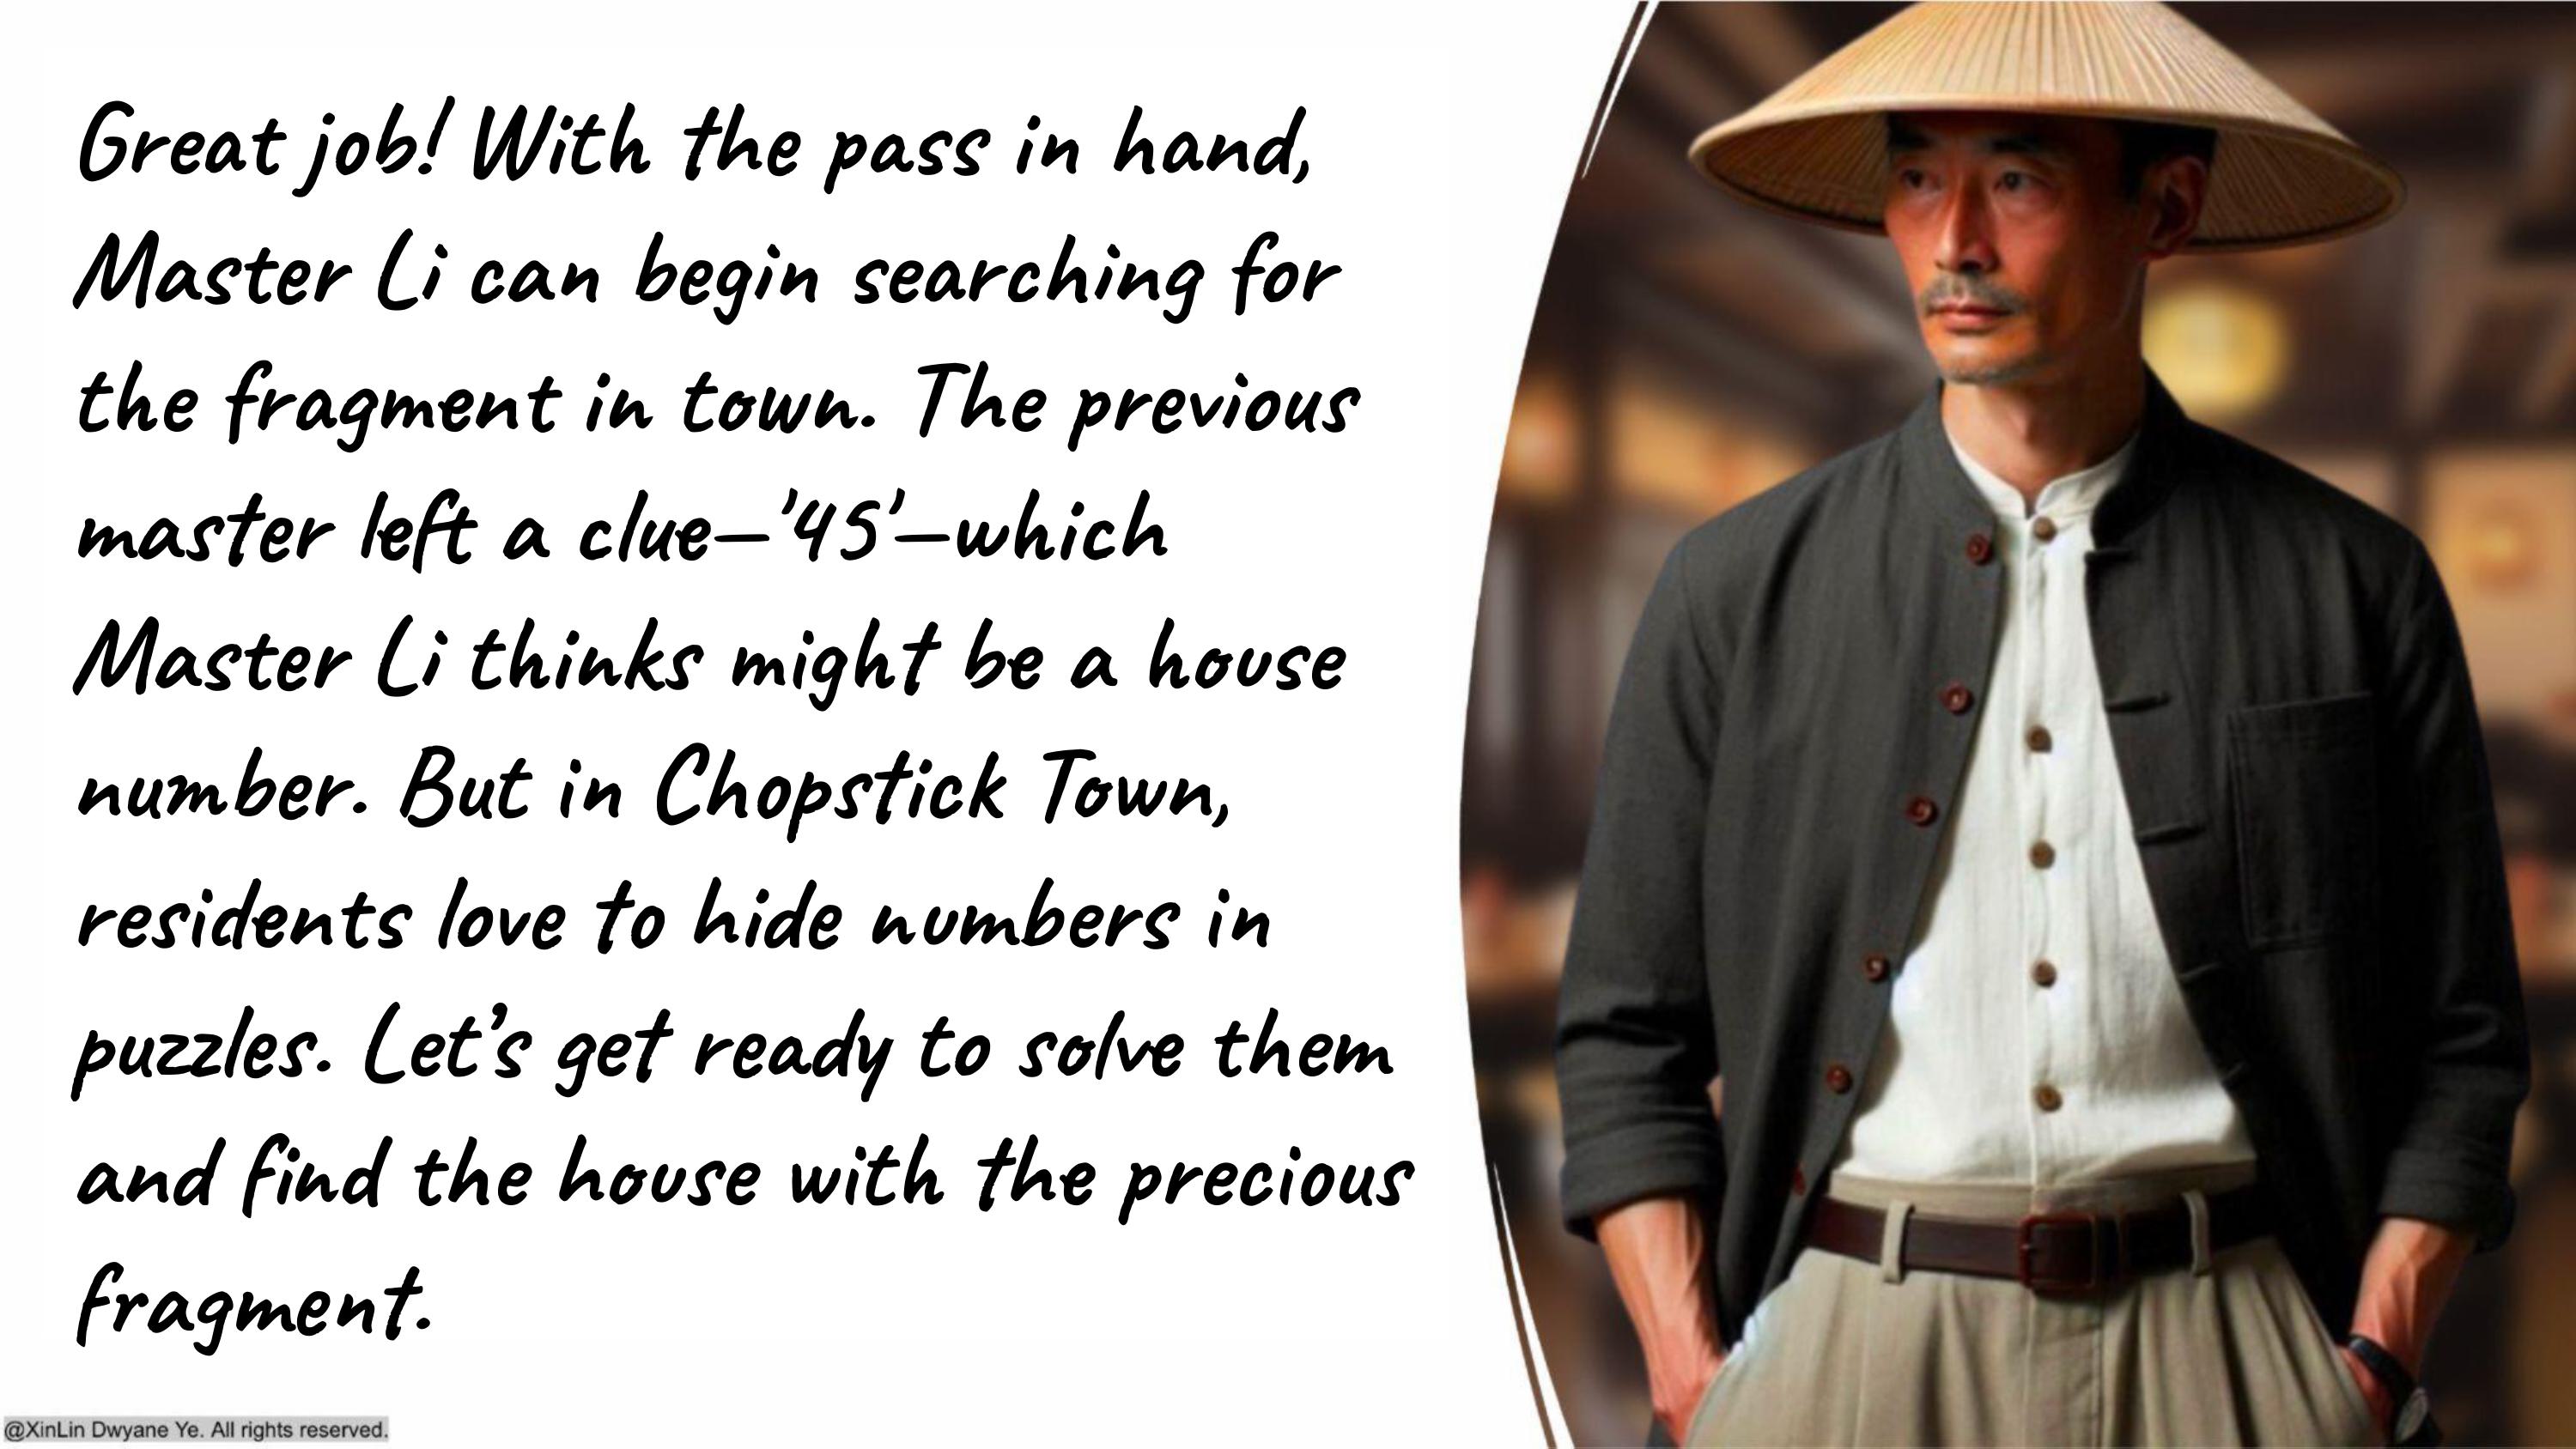 Great job! With the pass in hand,
Master Li can begin searching for
the fragment in town. The previous
master left a clue—'45'—which
Master Li thinks might be a house
number. But in Chopstick Town,
residents love to hide numbers in
puzzles. Let’s get ready to solve them
and find the house with the precious
fragment.
@XinLin Dwyane Ye. All rights reserved.